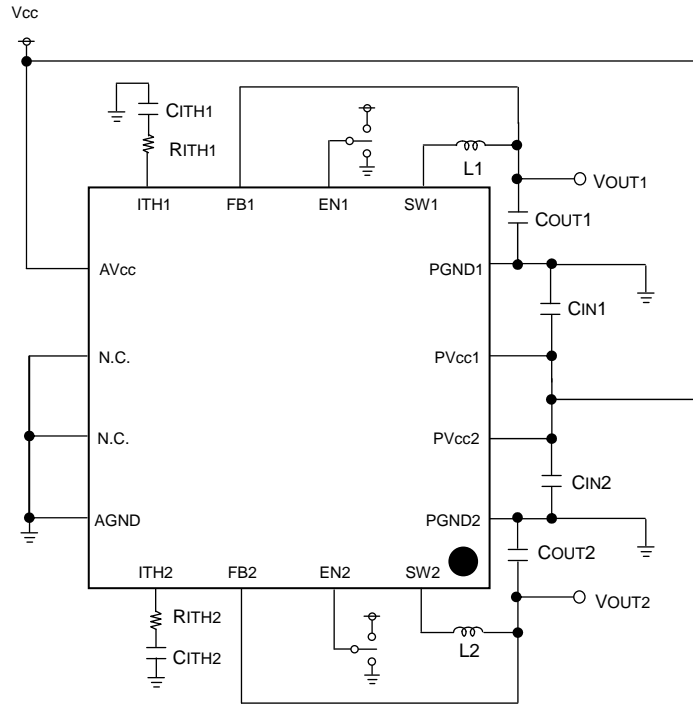 Vcc
CITH1
RITH1
L1
VOUT1
ITH1
FB1
EN1
SW1
COUT1
AVcc
PGND1
CIN1
N.C.
PVcc1
N.C.
PVcc2
CIN2
AGND
PGND2
COUT2
ITH2
FB2
EN2
SW2
VOUT2
RITH2
CITH2
L2